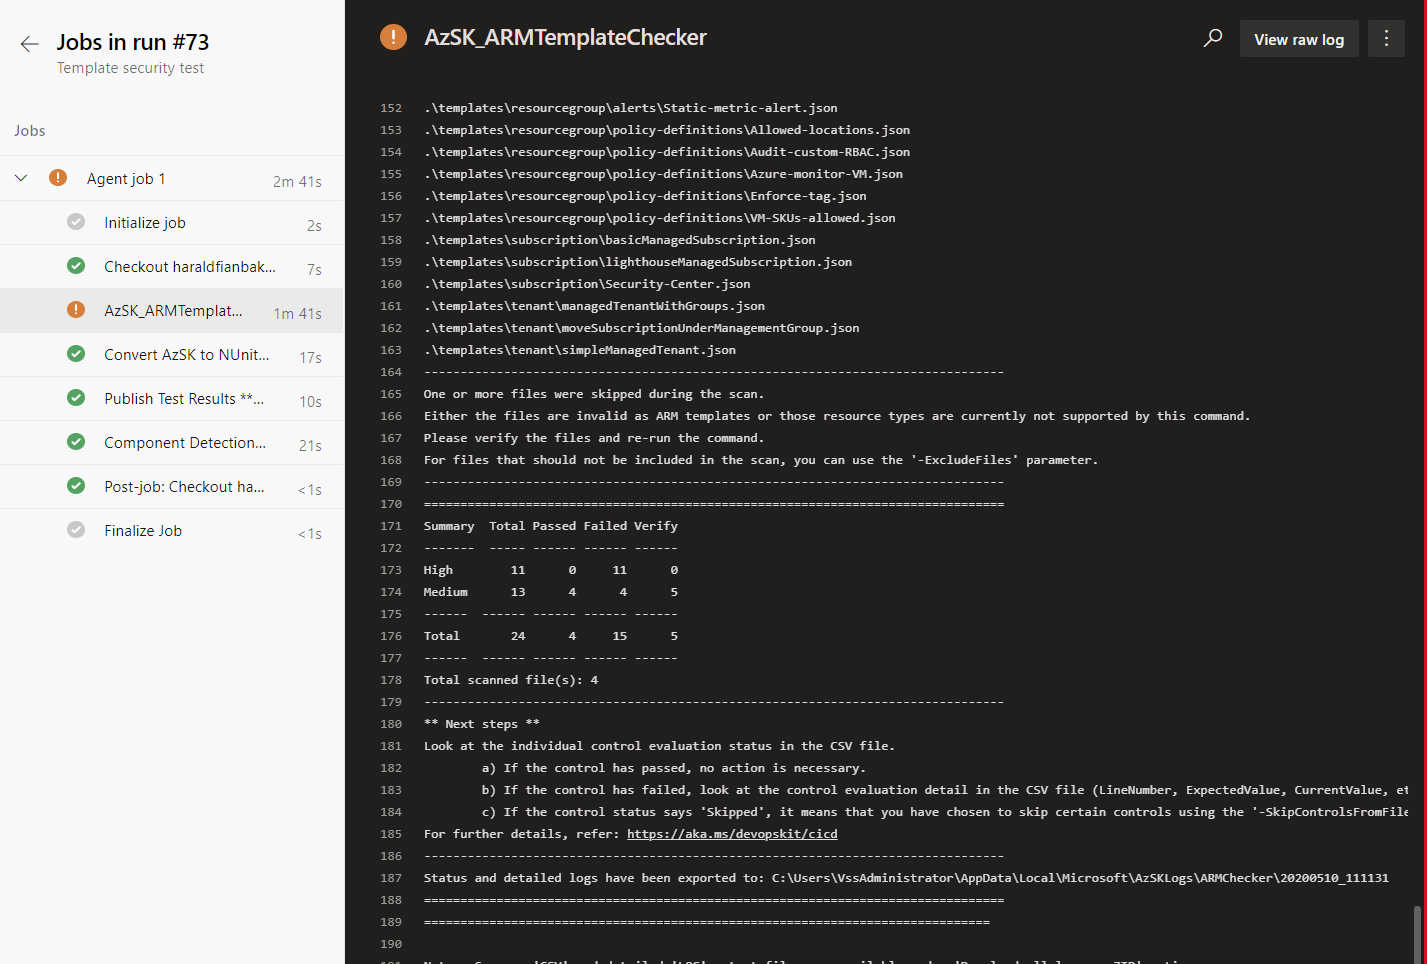 Jobs in run #73
Template security test
Jobs
Agent job 1 2m 41s
Initialize job 2s
Checkout haraldfianbak... 7s
AzSK_ARMTemplat... 1m 41s
Convert AzSK to NUnit... 17s
Publish Test Results **... 10s
Component Detection... 21s
Post-job: Checkout ha... <1s
Finalize Job <1s
! AzSK_ARMTemplateChecker
View raw log
152 .\templates\resourcegroup\alerts\Static-metric-alert.json
153 .\templates\resourcegroup\policy-definitions\Allowed-locations.json
154 .\templates\resourcegroup\policy-definitions\Audit-custom-RBAC.json
155 .\templates\resourcegroup\policy-definitions\Azure-monitor-VM.json
156 .\templates\resourcegroup\policy-definitions\Enforce-tag.json
157 .\templates\resourcegroup\policy-definitions\VM-SKUs-allowed.json
158 .\templates\subscription\basicManagedSubscription.json
159 .\templates\subscription\lighthouseManagedSubscription.json
160 .\templates\subscription\Security-Center.json
161 .\templates\tenant\managedTenantWithGroups.json
162 .\templates\tenant\moveSubscriptionUnderManagementGroup.json
163 .\templates\tenant\simpleManagedTenant.json
164 --------------------------------------------------------------------------------
165 One or more files were skipped during the scan.
166 Either the files are invalid as ARM templates or those resource types are currently not supported by this command.
167 Please verify the files and re-run the command.
168 For files that should not be included in the scan, you can use the '-ExcludeFiles' parameter.
169 --------------------------------------------------------------------------------
170 ================================================================================
171 Summary Total Passed Failed Verify
172 ------- ----- ------ ------ ------
173 High 11 0 11 0
174 Medium 13 4 4 5
175 ------ ------ ------ ------ ------
176 Total 24 4 15 5
177 ------ ------ ------ ------ ------
178 Total scanned file(s): 4
179 --------------------------------------------------------------------------------
180 ** Next steps **
181 Look at the individual control evaluation status in the CSV file.
182 a) If the control has passed, no action is necessary.
183 b) If the control has failed, look at the control evaluation detail in the CSV file (LineNumber, ExpectedValue, CurrentValue, et
184 c) If the control status says 'Skipped', it means that you have chosen to skip certain controls using the '-SkipControlsFromFile
185 For further details, refer: https://aka.ms/devopskit/cicd
186 --------------------------------------------------------------------------------
187 Status and detailed logs have been exported to: C:\Users\VssAdministrator\AppData\Local\Microsoft\AzSKLogs\ARMChecker\20200510_111131
188 ================================================================================
189 ==============================================================================
190